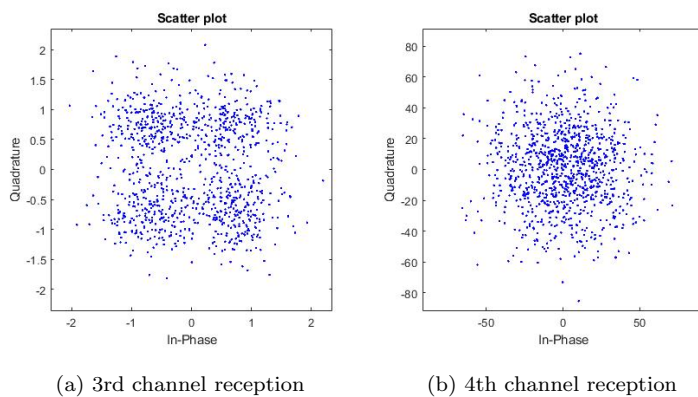 Scatter plot
2
1.5
1
0.5
0
-0.5
-1
-1.5
-2
Quadrature
-2 -1 0 1 2
In-Phase
(a) 3rd channel reception
Scatter plot
80
60
40
20
0
-20
-40
-60
-80
Quadrature
-50 0 50
In-Phase
(b) 4th channel reception